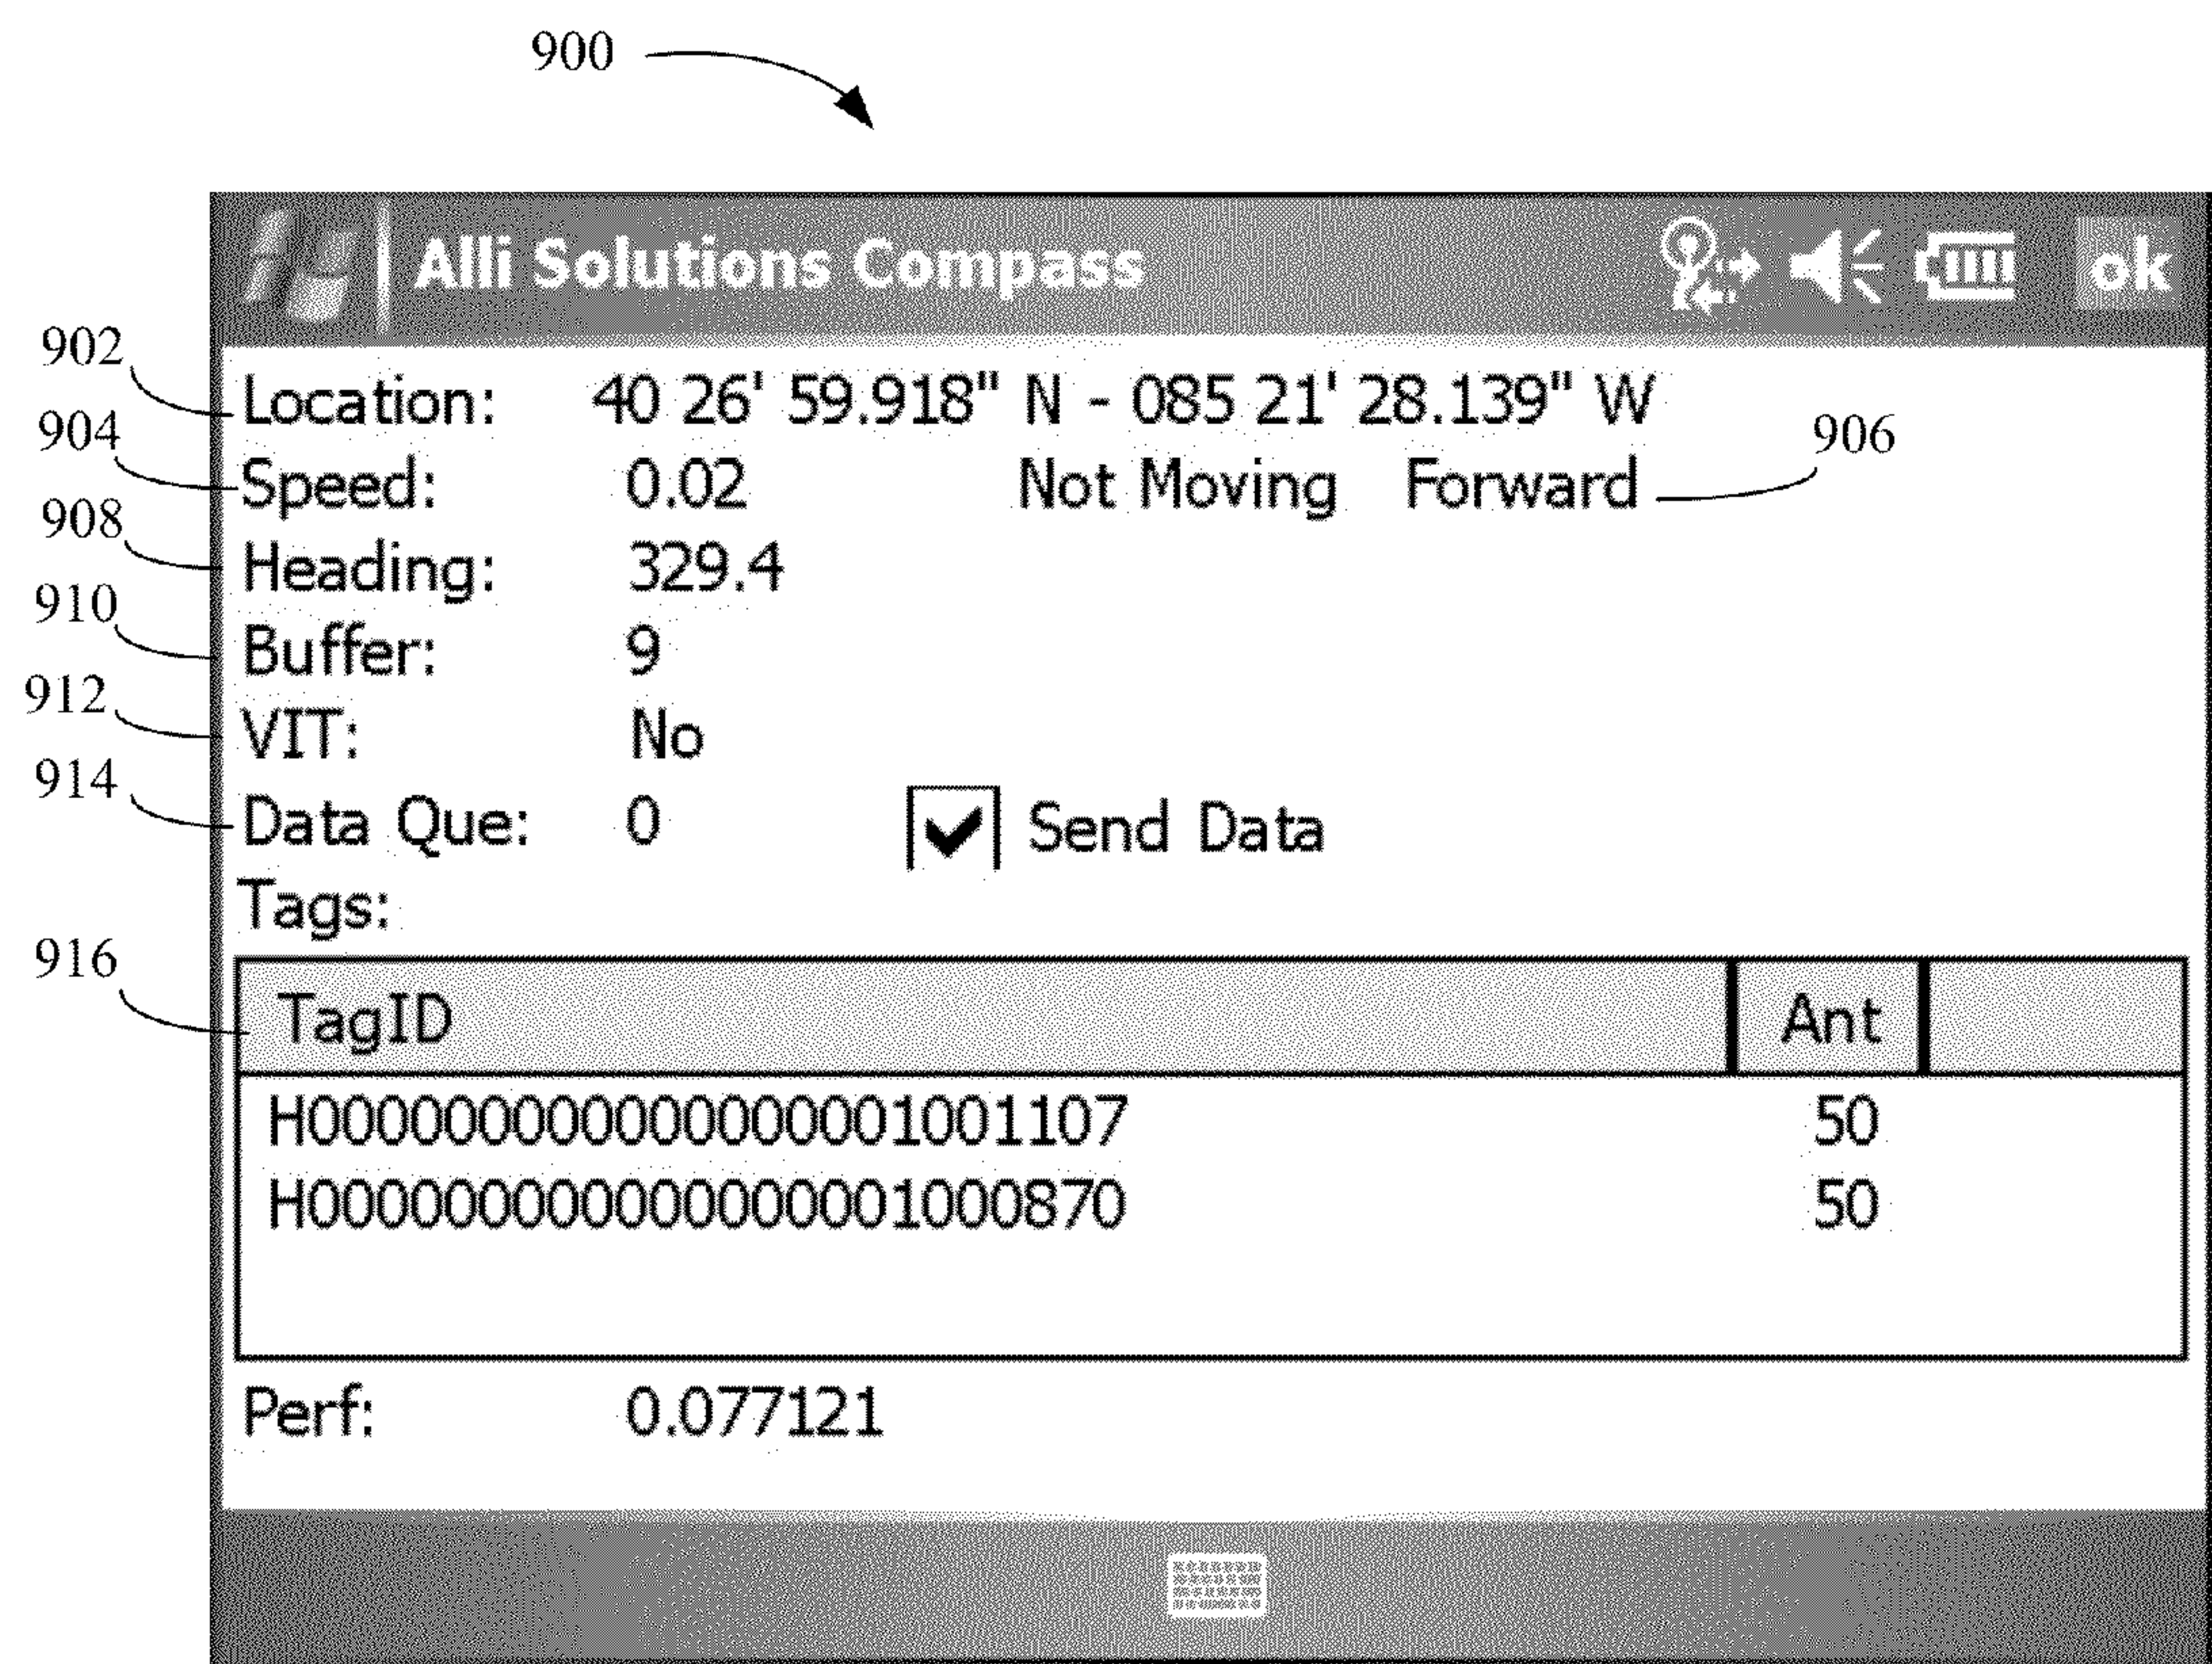 900
Alli Solutions Compass ok
902 Location: 40 26' 59.918" N - 085 21' 28.139" W
904 Speed: 0.02 Not Moving Forward 906
908 Heading: 329.4
910 Buffer: 9
912 VIT: No
914 Data Que: 0 Send Data
Tags:
916 TagID Ant
H000000000000000001001107 50
H000000000000000001000870 50
Perf: 0.077121